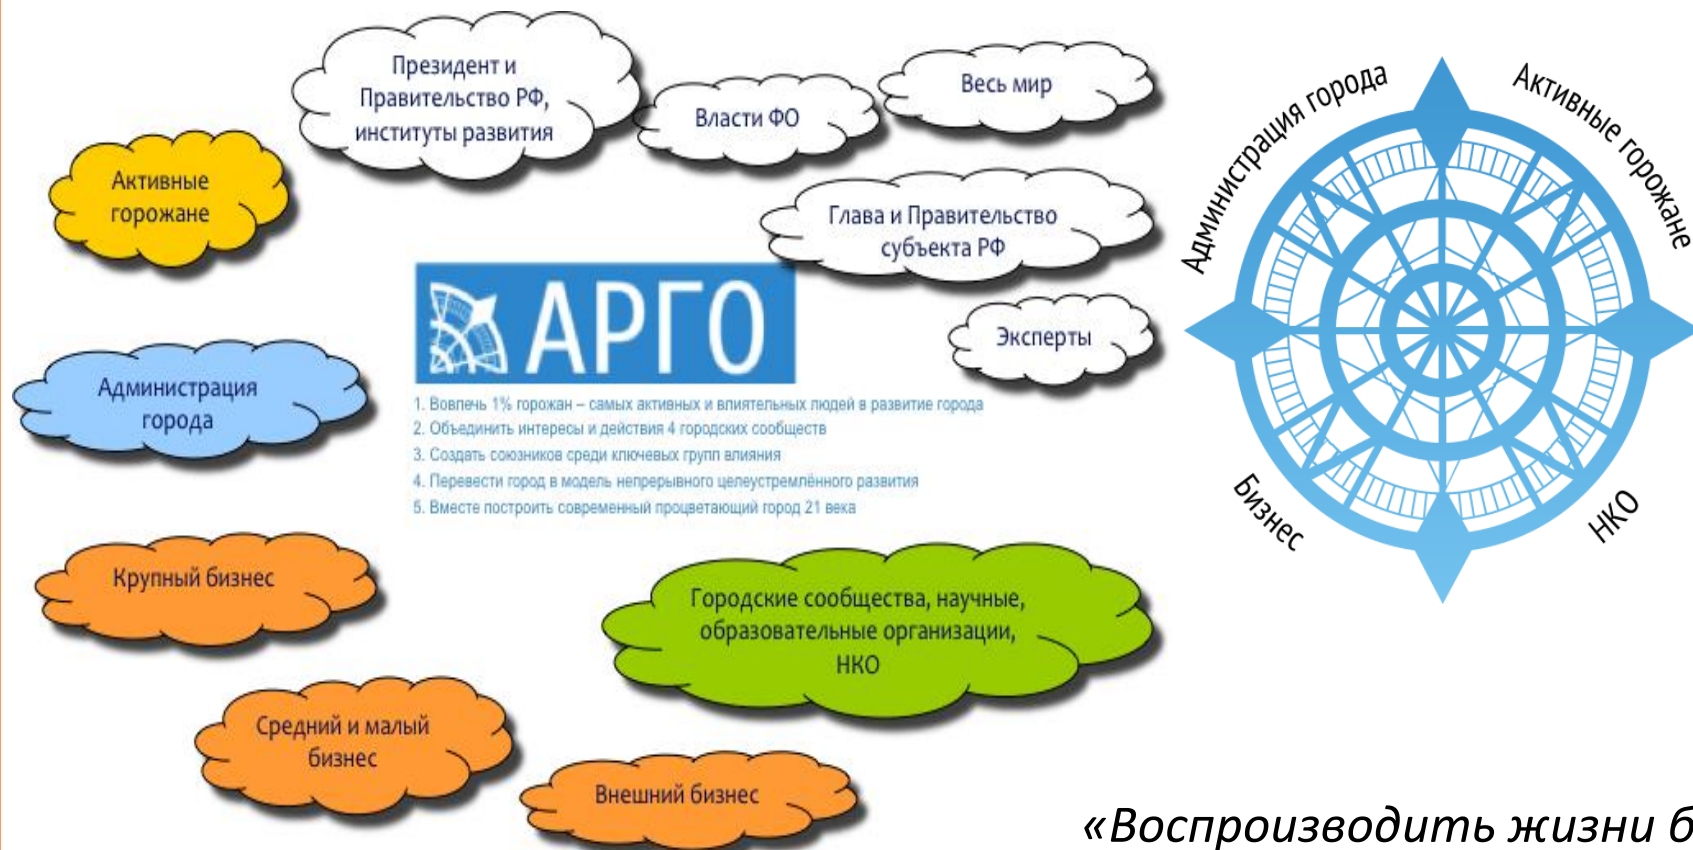 Президент и
Правительство РФ,
институты развития
Власти ФО
Весь мир
Активные
горожане
Глава и Правительство
субъекта РФ
Эксперты
АРГО
Администрация
города
1. Вовлечь 1% горожан – самых активных и влиятельных людей в развитие города
2. Объединить интересы и действия 4 городских сообществ
3. Создать союзников среди ключевых групп влияния
4. Перевести город в модель непрерывного целеустремлённого развития
5. Вместе построить современный процветающий город 21 века
Крупный бизнес
Городские сообщества, научные,
образовательные организации,
НКО
Средний и малый
бизнес
Внешний бизнес
Администрация города
Активные горожане
Бизнес
НКО
«Воспроизводить жизни б